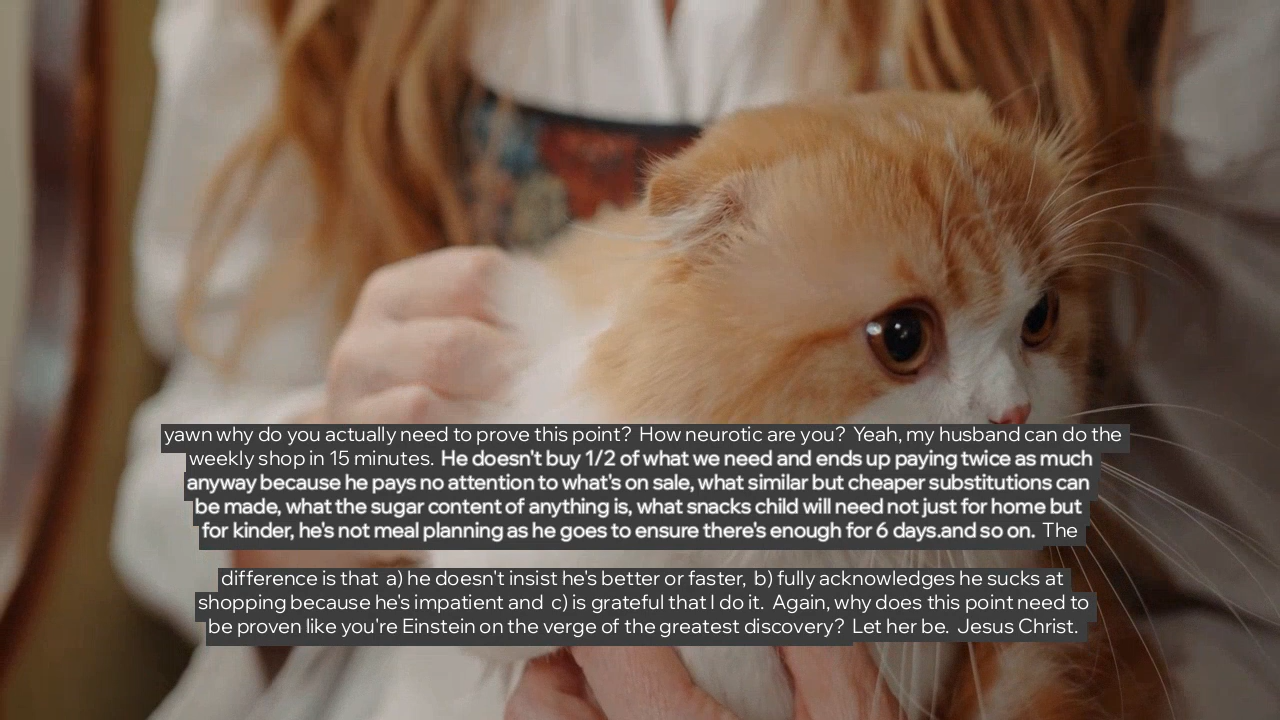 yawn why do you actually need to prove this point? How neurotic are you? Yeah, my husband can do the
weekly shop in 15 minutes. He doesn't buy 1/2 of what we need and ends up paying twice as much
anyway because he pays no attention to what's on sale, what similar but cheaper substitutions can
be made, what the sugar content of anything is, what snacks child will need not just for home but
for kinder, he's not meal planning as he goes to ensure there's enough for 6 days.and so on. The
difference is that a) he doesn't insist he's better or faster, b) fully acknowledges he sucks at
shopping because he's impatient and c) is grateful that I do it. Again, why does this point need to
be proven like you're Einstein on the verge of the greatest discovery? Let her be. Jesus Christ.